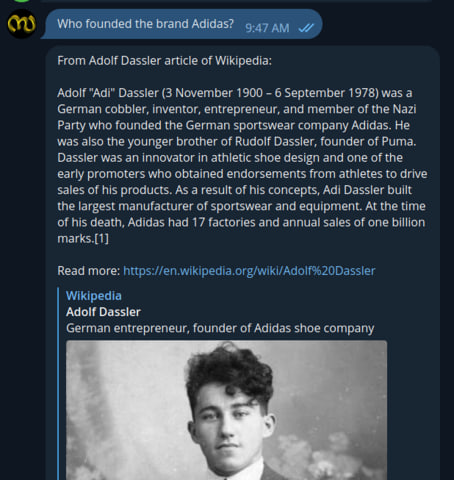 Who founded the brand Adidas? 9:47 AM
From Adolf Dassler article of Wikipedia:
Adolf "Adi" Dassler (3 November 1900 – 6 September 1978) was a
German cobbler, inventor, entrepreneur, and member of the Nazi
Party who founded the German sportswear company Adidas. He
was also the younger brother of Rudolf Dassler, founder of Puma.
Dassler was an innovator in athletic shoe design and one of the
early promoters who obtained endorsements from athletes to drive
sales of his products. As a result of his concepts, Adi Dassler built
the largest manufacturer of sportswear and equipment. At the time
of his death, Adidas had 17 factories and annual sales of one billion
marks.[1]
Read more: https://en.wikipedia.org/wiki/Adolf%20Dassler
Wikipedia
Adolf Dassler
German entrepreneur, founder of Adidas shoe company